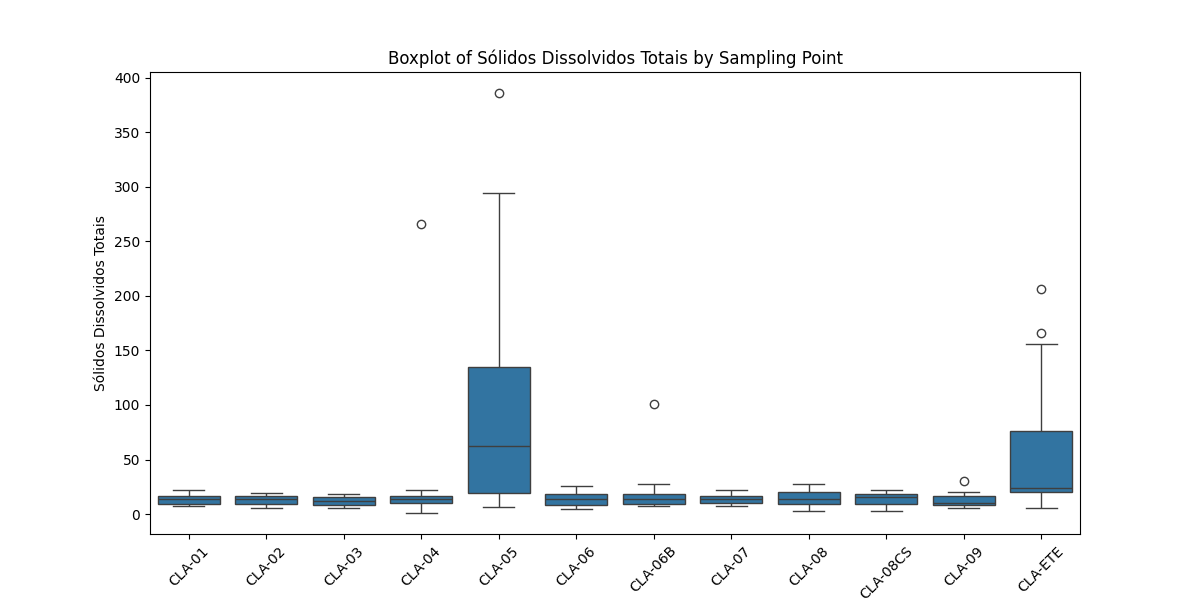 Boxplot of Sólidos Dissolvidos Totais by Sampling Point
Sólidos Dissolvidos Totais
400
350
300
250
200
150
100
50
0
CLA-01
CLA-02
CLA-03
CLA-04
CLA-05
CLA-06
CLA-06B
CLA-07
CLA-08
CLA-08CS
CLA-09
CLA-ETE